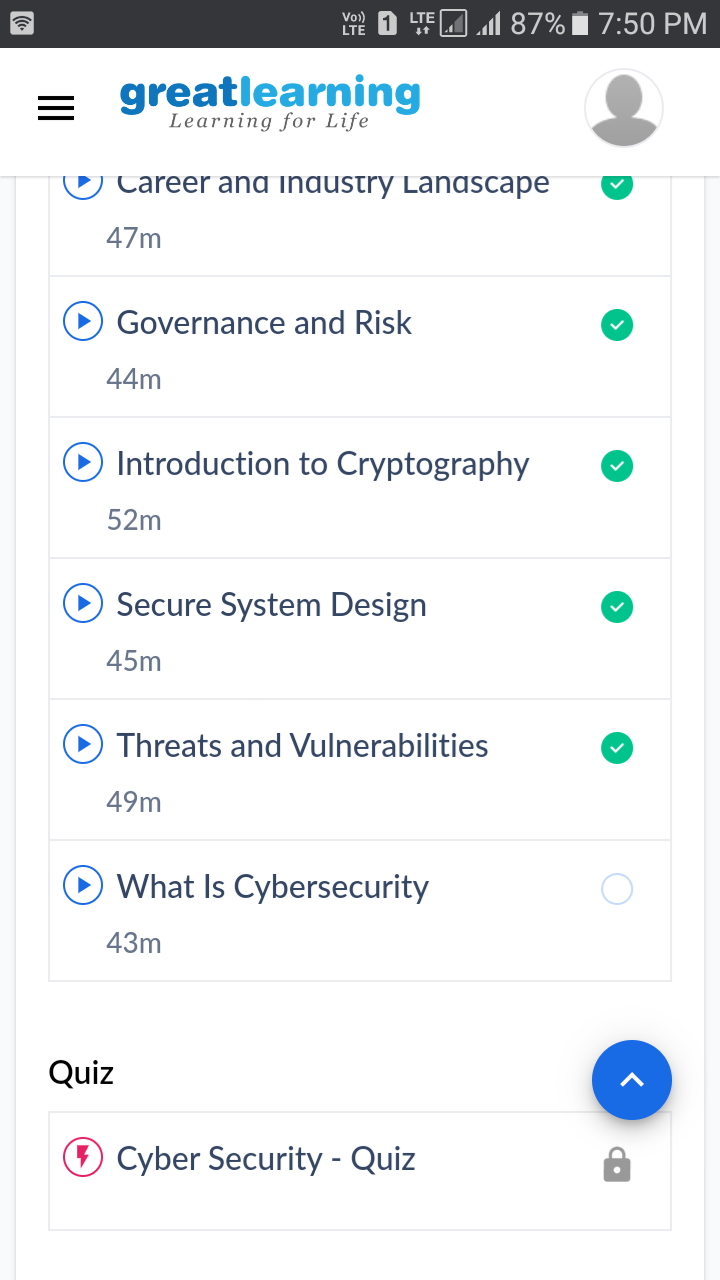 Vo)) LTE 1 LTE 87% 7:50 PM
greatlearning
Learning for Life
Career and Industry Landscape
47m
Governance and Risk
44m
Introduction to Cryptography
52m
Secure System Design
45m
Threats and Vulnerabilities
49m
What Is Cybersecurity
43m
Quiz
Cyber Security - Quiz